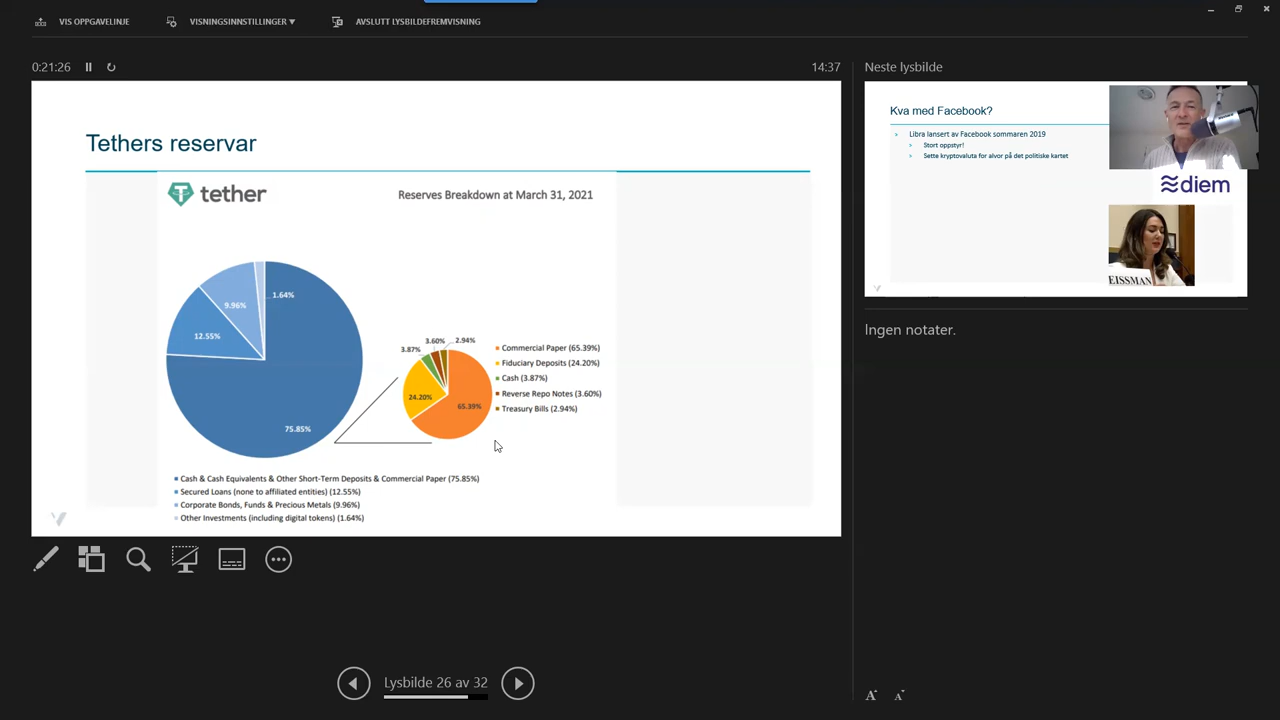 VIS OPPGAVELINJE
VISNINGSINNSTILLINGER ▾
AVSLUTT LYSBILDEFREMVISNING
0:21:26
14:37
Neste lysbilde
Tethers reservar
tether
Reserves Breakdown at March 31, 2021
1.64%
9.96%
12.55%
75.85%
3.87%
3.60%
2.94%
24.20%
65.39%
Commercial Paper (65.39%)
Fiduciary Deposits (24.20%)
Cash (3.87%)
Reverse Repo Notes (3.60%)
Treasury Bills (2.94%)
Cash & Cash Equivalents & Other Short-Term Deposits & Commercial Paper (75.85%)
Secured Loans (none to affiliated entities) (12.55%)
Corporate Bonds, Funds & Precious Metals (9.96%)
Other Investments (including digital tokens) (1.64%)
Kva med Facebook?
» Libra lansert av Facebook sommaren 2019
» Stort oppstyr!
» Sette kryptovaluta for alvor på det politiske kartet
diem
EISSMAN
Ingen notater.
Lysbilde 26 av 32
A
A